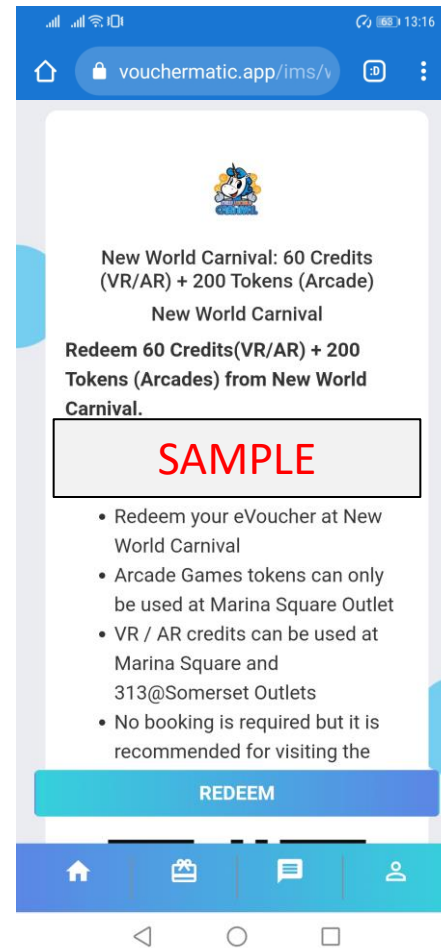 63 13:16
vouchermatic.app/ims/v
:D
New World Carnival: 60 Credits
(VR/AR) + 200 Tokens (Arcade)
New World Carnival
Redeem 60 Credits(VR/AR) + 200
Tokens (Arcades) from New World
Carnival.
SAMPLE
• Redeem your eVoucher at New
World Carnival
• Arcade Games tokens can only
be used at Marina Square Outlet
• VR / AR credits can be used at
Marina Square and
313@Somerset Outlets
• No booking is required but it is
recommended for visiting the
REDEEM